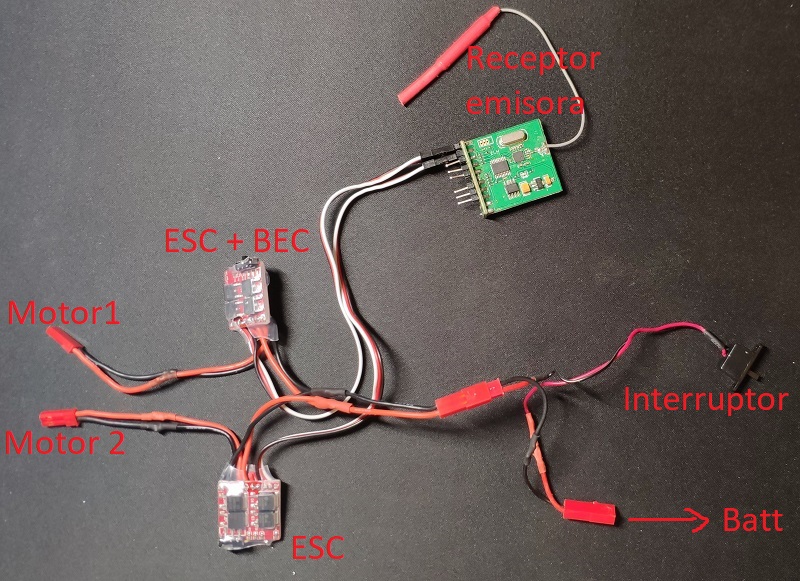 Receptor
emisora
ESC + BEC
Motor1
Interruptor
Motor 2
Batt
ESC